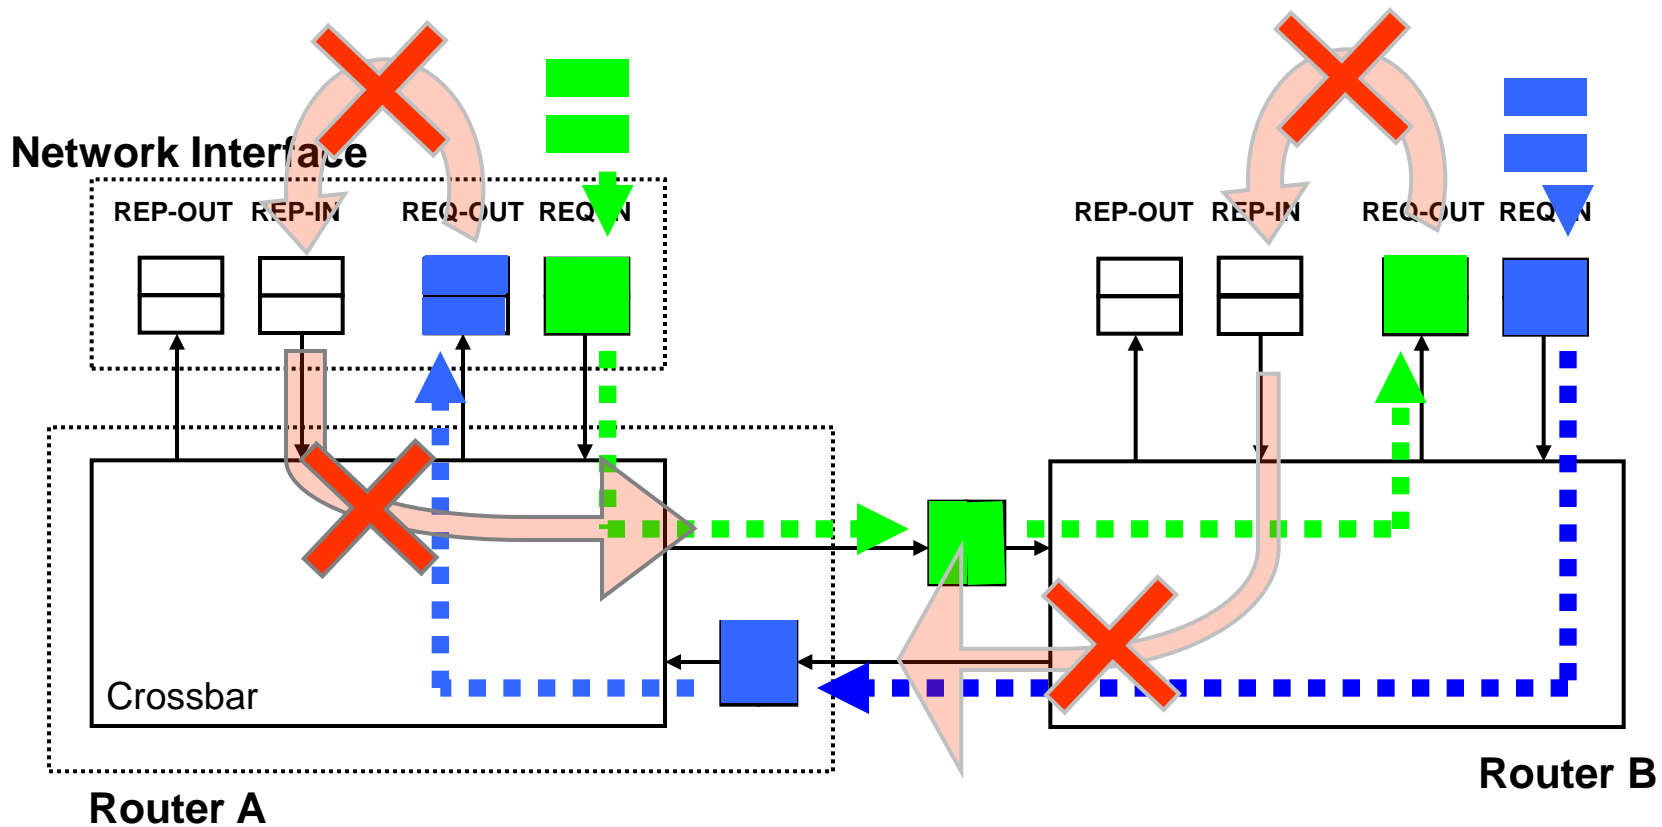 Network Interface
REP-OUT REP-IN REQ-OUT REQ-IN
REP-OUT REP-IN REQ-OUT REQ-IN
Crossbar
Router B
Router A